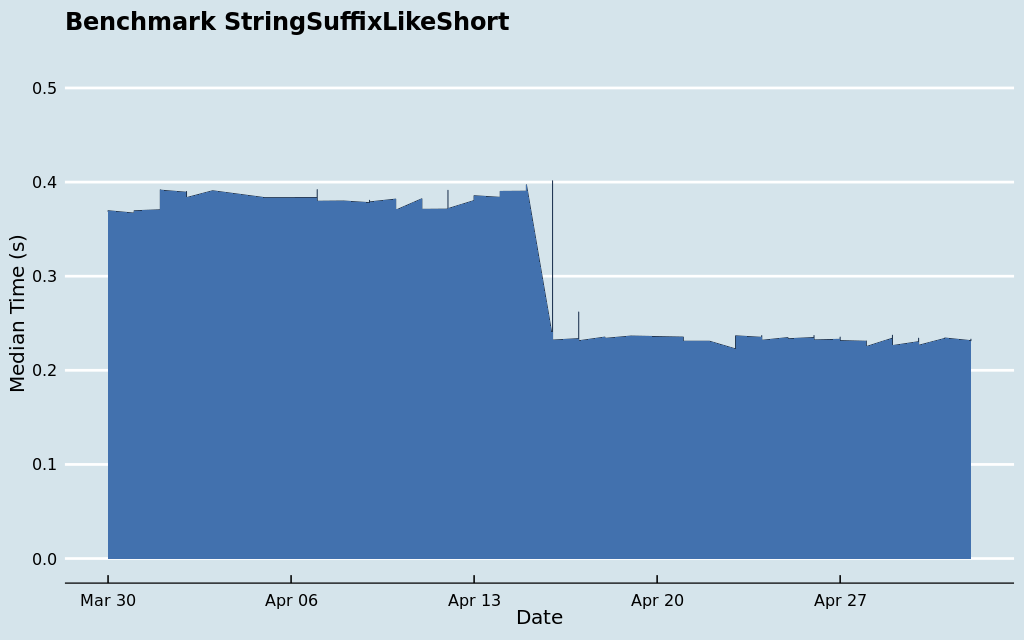 Benchmark StringSuffixLikeShort
0.5
0.4
0.3
0.2
0.1
0.0
Median Time (s)
Mar 30 Apr 06 Apr 13 Apr 20 Apr 27
Date